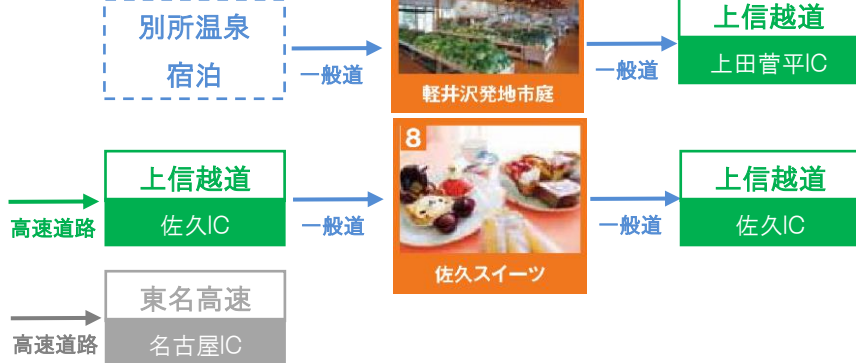 別所温泉
宿泊
一般道
軽井沢発地市庭
一般道
上信越道
上田菅平IC
高速道路
上信越道
佐久IC
一般道
8
佐久スイーツ
一般道
上信越道
佐久IC
高速道路
東名高速
名古屋IC